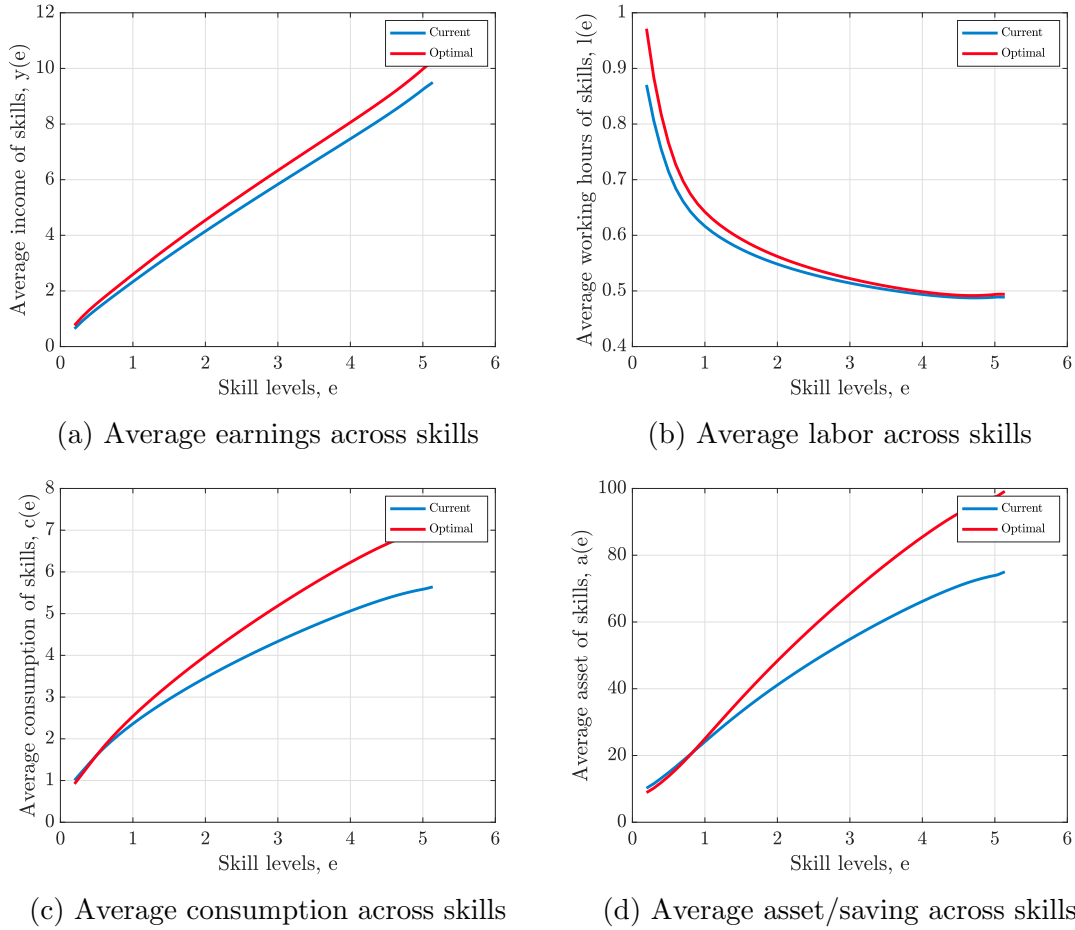 12
10
8
6
4
2
0
Average income of skills, y(e)
Current
Optimal
0 1 2 3 4 5 6
Skill levels, e
(a) Average earnings across skills
1
0.9
0.8
0.7
0.6
0.5
0.4
Average working hours of skills, l(e)
Current
Optimal
0 1 2 3 4 5 6
Skill levels, e
(b) Average labor across skills
8
7
6
5
4
3
2
1
0
Average consumption of skills, c(e)
Current
Optimal
0 1 2 3 4 5 6
Skill levels, e
(c) Average consumption across skills
100
80
60
40
20
0
Average asset of skills, a(e)
Current
Optimal
0 1 2 3 4 5 6
Skill levels, e
(d) Average asset/saving across skills